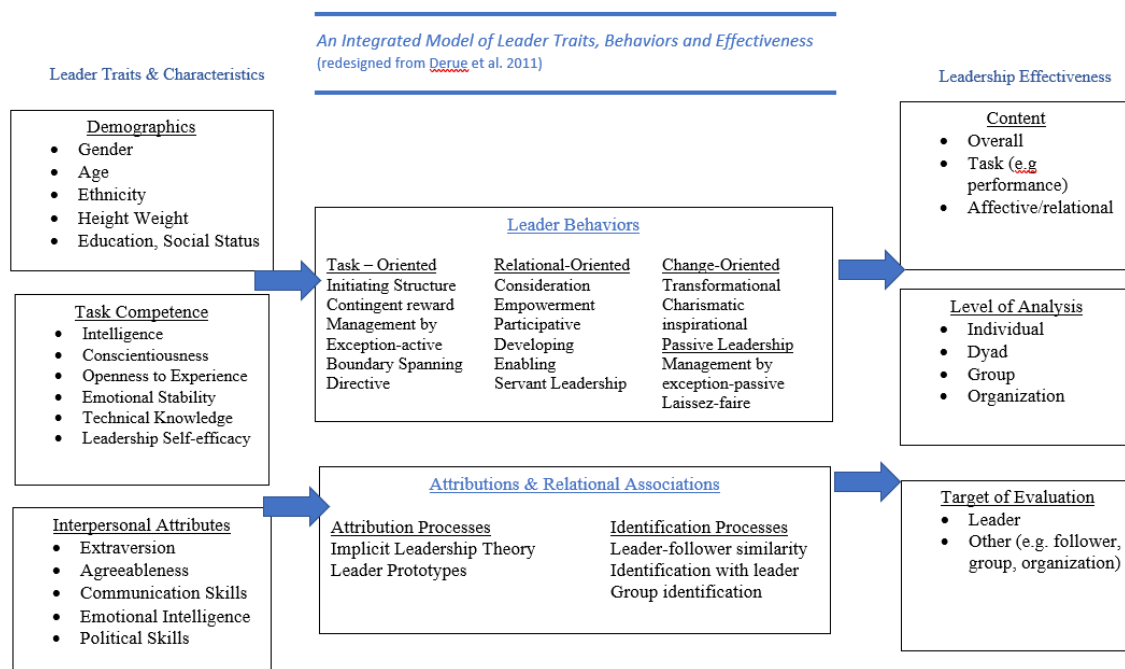 An Integrated Model of Leader Traits, Behaviors and Effectiveness
(redesigned from Derue et al. 2011)
Leader Traits & Characteristics
Demographics
• Gender
• Age
• Ethnicity
• Height Weight
• Education, Social Status
Task Competence
• Intelligence
• Conscientiousness
• Openness to Experience
• Emotional Stability
• Technical Knowledge
• Leadership Self-efficacy
Interpersonal Attributes
• Extraversion
• Agreeableness
• Communication Skills
• Emotional Intelligence
• Political Skills
Leader Behaviors
Task – Oriented
Initiating Structure
Contingent reward
Management by
Exception-active
Boundary Spanning
Directive
Relational-Oriented
Consideration
Empowerment
Participative
Developing
Enabling
Servant Leadership
Change-Oriented
Transformational
Charismatic
inspirational
Passive Leadership
Management by
exception-passive
Laissez-faire
Attributions & Relational Associations
Attribution Processes
Implicit Leadership Theory
Leader Prototypes
Identification Processes
Leader-follower similarity
Identification with leader
Group identification
Leadership Effectiveness
Content
• Overall
• Task (e.g
performance)
• Affective/relational
Level of Analysis
• Individual
• Dyad
• Group
• Organization
Target of Evaluation
• Leader
• Other (e.g. follower,
group, organization)